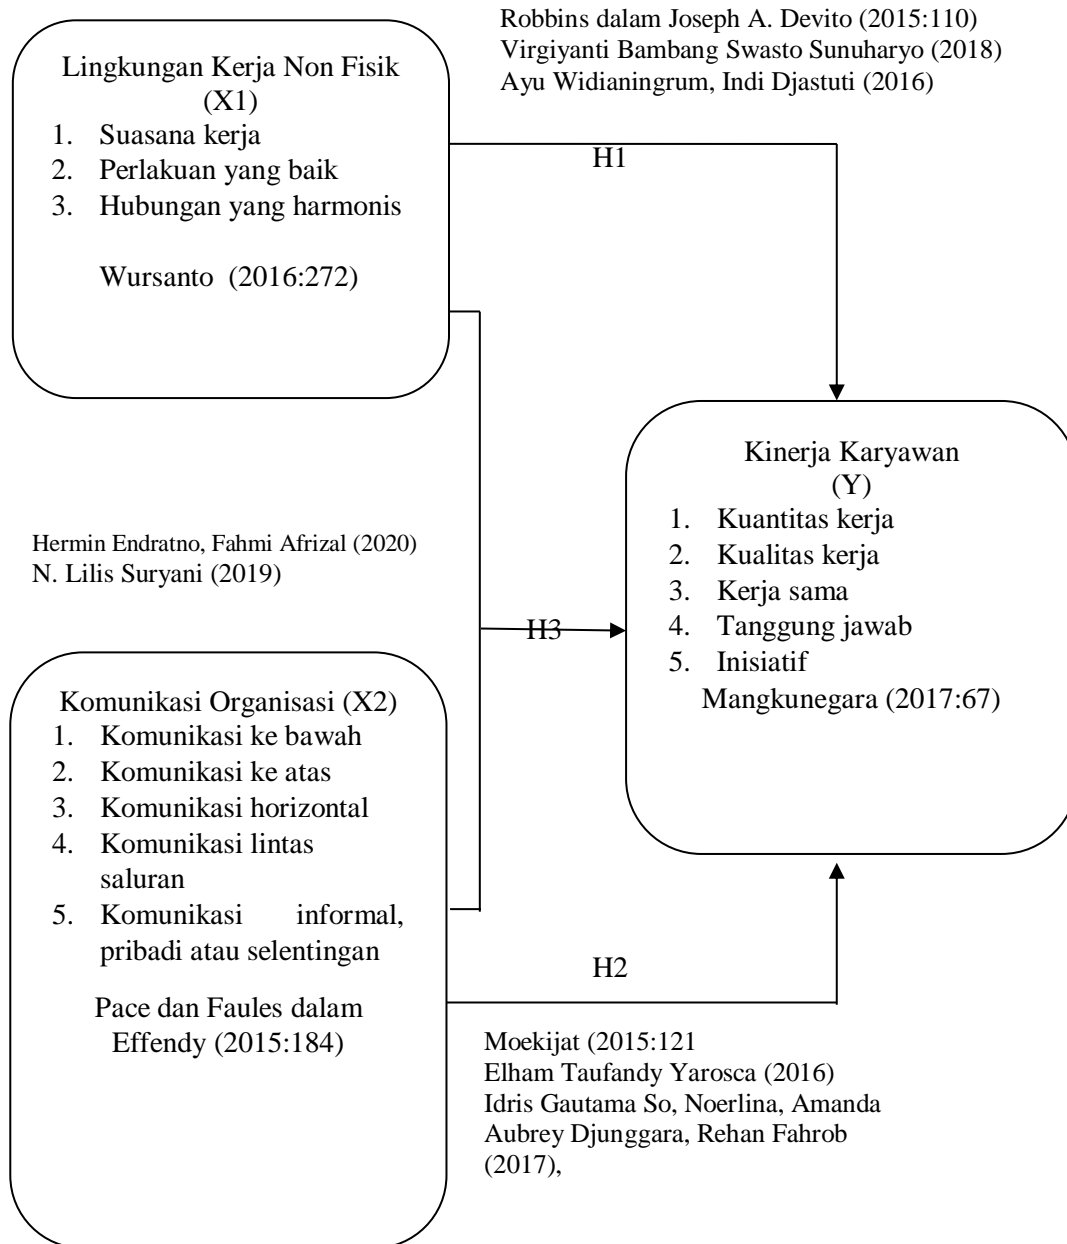 Robbins dalam Joseph A. Devito (2015:110)
Virgiyanti Bambang Swasto Sunuharyo (2018)
Ayu Widianingrum, Indi Djastuti (2016)
Lingkungan Kerja Non Fisik
(X1)
1. Suasana kerja
2. Perlakuan yang baik
3. Hubungan yang harmonis
Wursanto (2016:272)
H1
Kinerja Karyawan
(Y)
1. Kuantitas kerja
2. Kualitas kerja
3. Kerja sama
4. Tanggung jawab
5. Inisiatif
Mangkunegara (2017:67)
Hermin Endratno, Fahmi Afrizal (2020)
N. Lilis Suryani (2019)
H3
Komunikasi Organisasi (X2)
1. Komunikasi ke bawah
2. Komunikasi ke atas
3. Komunikasi horizontal
4. Komunikasi lintas
saluran
5. Komunikasi informal,
pribadi atau selentingan
Pace dan Faules dalam
Effendy (2015:184)
H2
Moekijat (2015:121
Elham Taufandy Yarosca (2016)
Idris Gautama So, Noerlina, Amanda
Aubrey Djunggara, Rehan Fahrob
(2017),